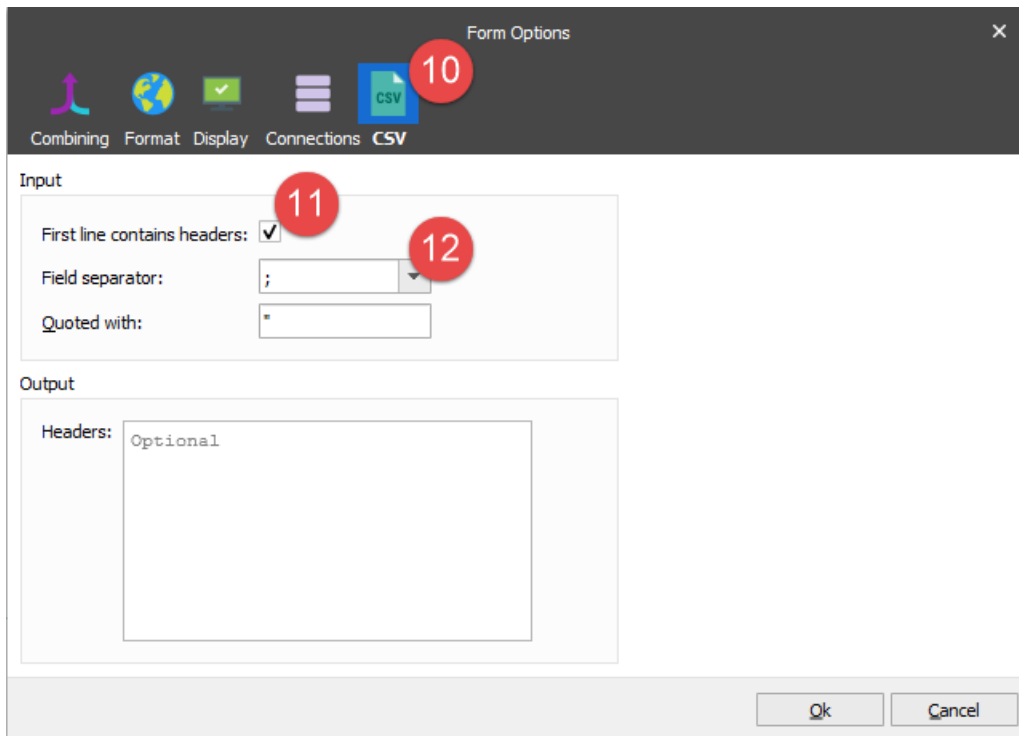 Form Options
10
CSV
Combining Format Display Connections CSV
Input
11
First line contains headers:
12
Field separator: ;
Quoted with: "
Output
Headers: Optional
Ok Cancel